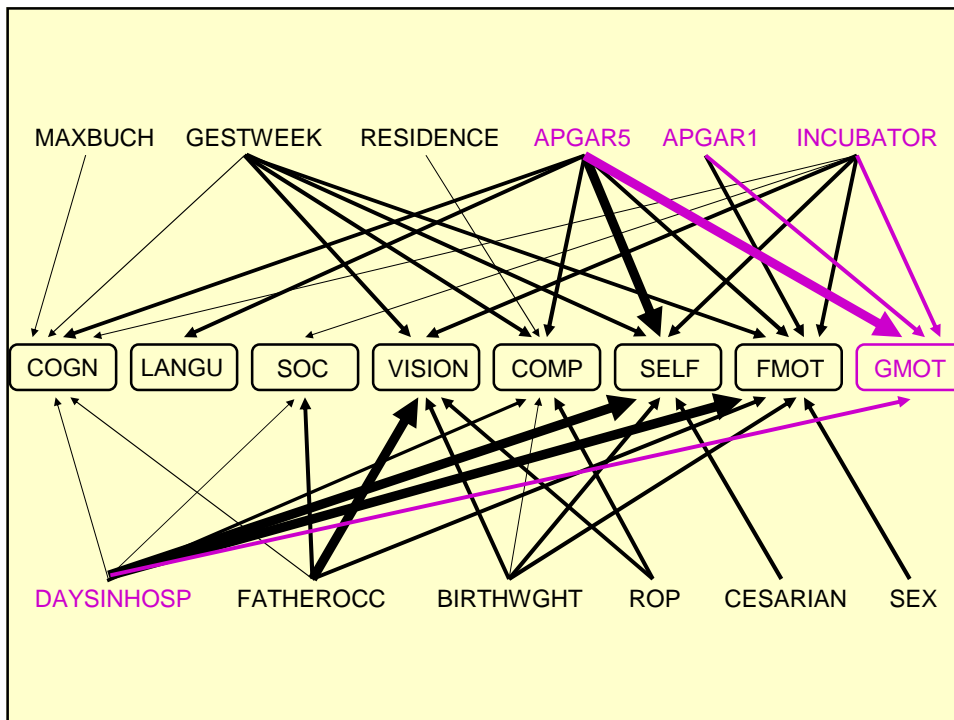 MAXBUCH GESTWEEK RESIDENCE APGAR5 APGAR1 INCUBATOR
COGN LANGU SOC VISION COMP SELF FMOT GMOT
DAYSINHOSP FATHEROCC BIRTHWGHT ROP CESARIAN SEX